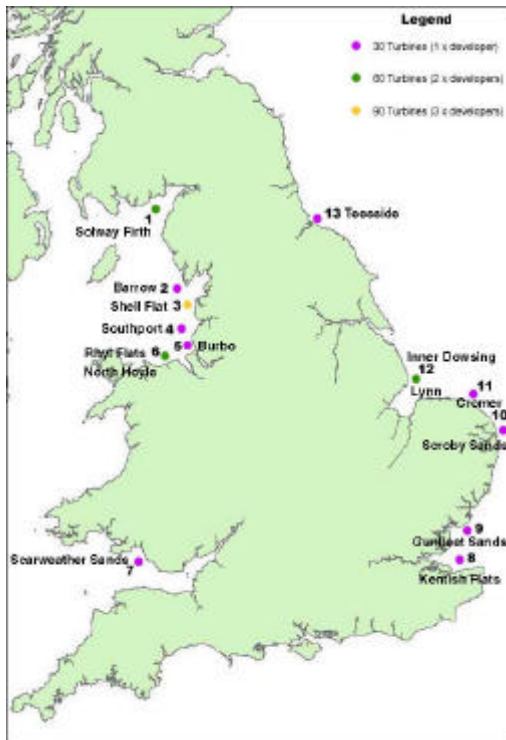 Legend
30 Turbines (1 x developer)
60 Turbines (2 x developers)
90 Turbines (3 x developers)
1
Solway Firth
13 Teesside
Barrow 2
Shell Flat 3
Southport 4
5 Burbo
Rhyl Flats 6
North Hoyle
Inner Dowsing
12
Lynn
11
Cromer
10
Scroby Sands
9
Gunfleet Sands
8
Kentish Flats
Scarweather Sands
7